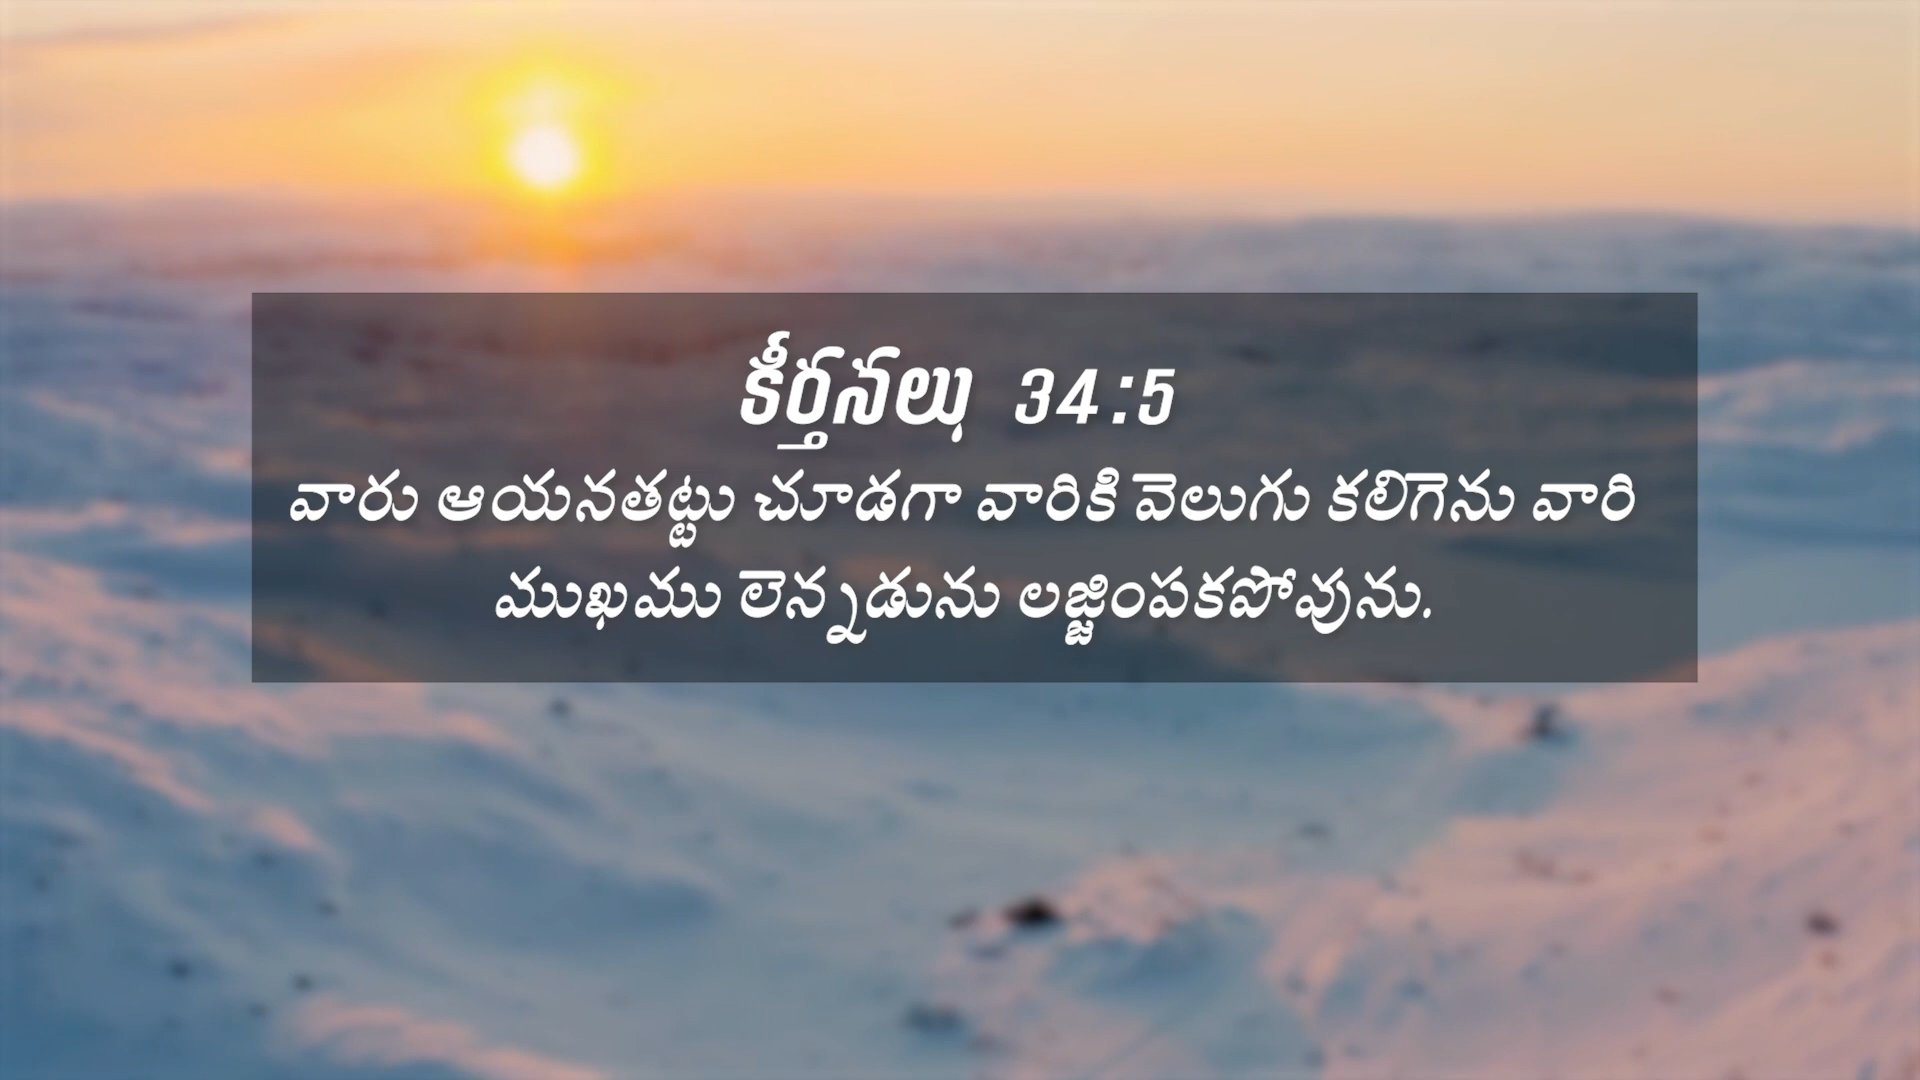 కీర్తనలు 34:5
వారు ఆయనతట్టు చూడగా వారికి వెలుగు కలిగెను వారి
ముఖము లెన్నడును లజ్జింపకపోవును.